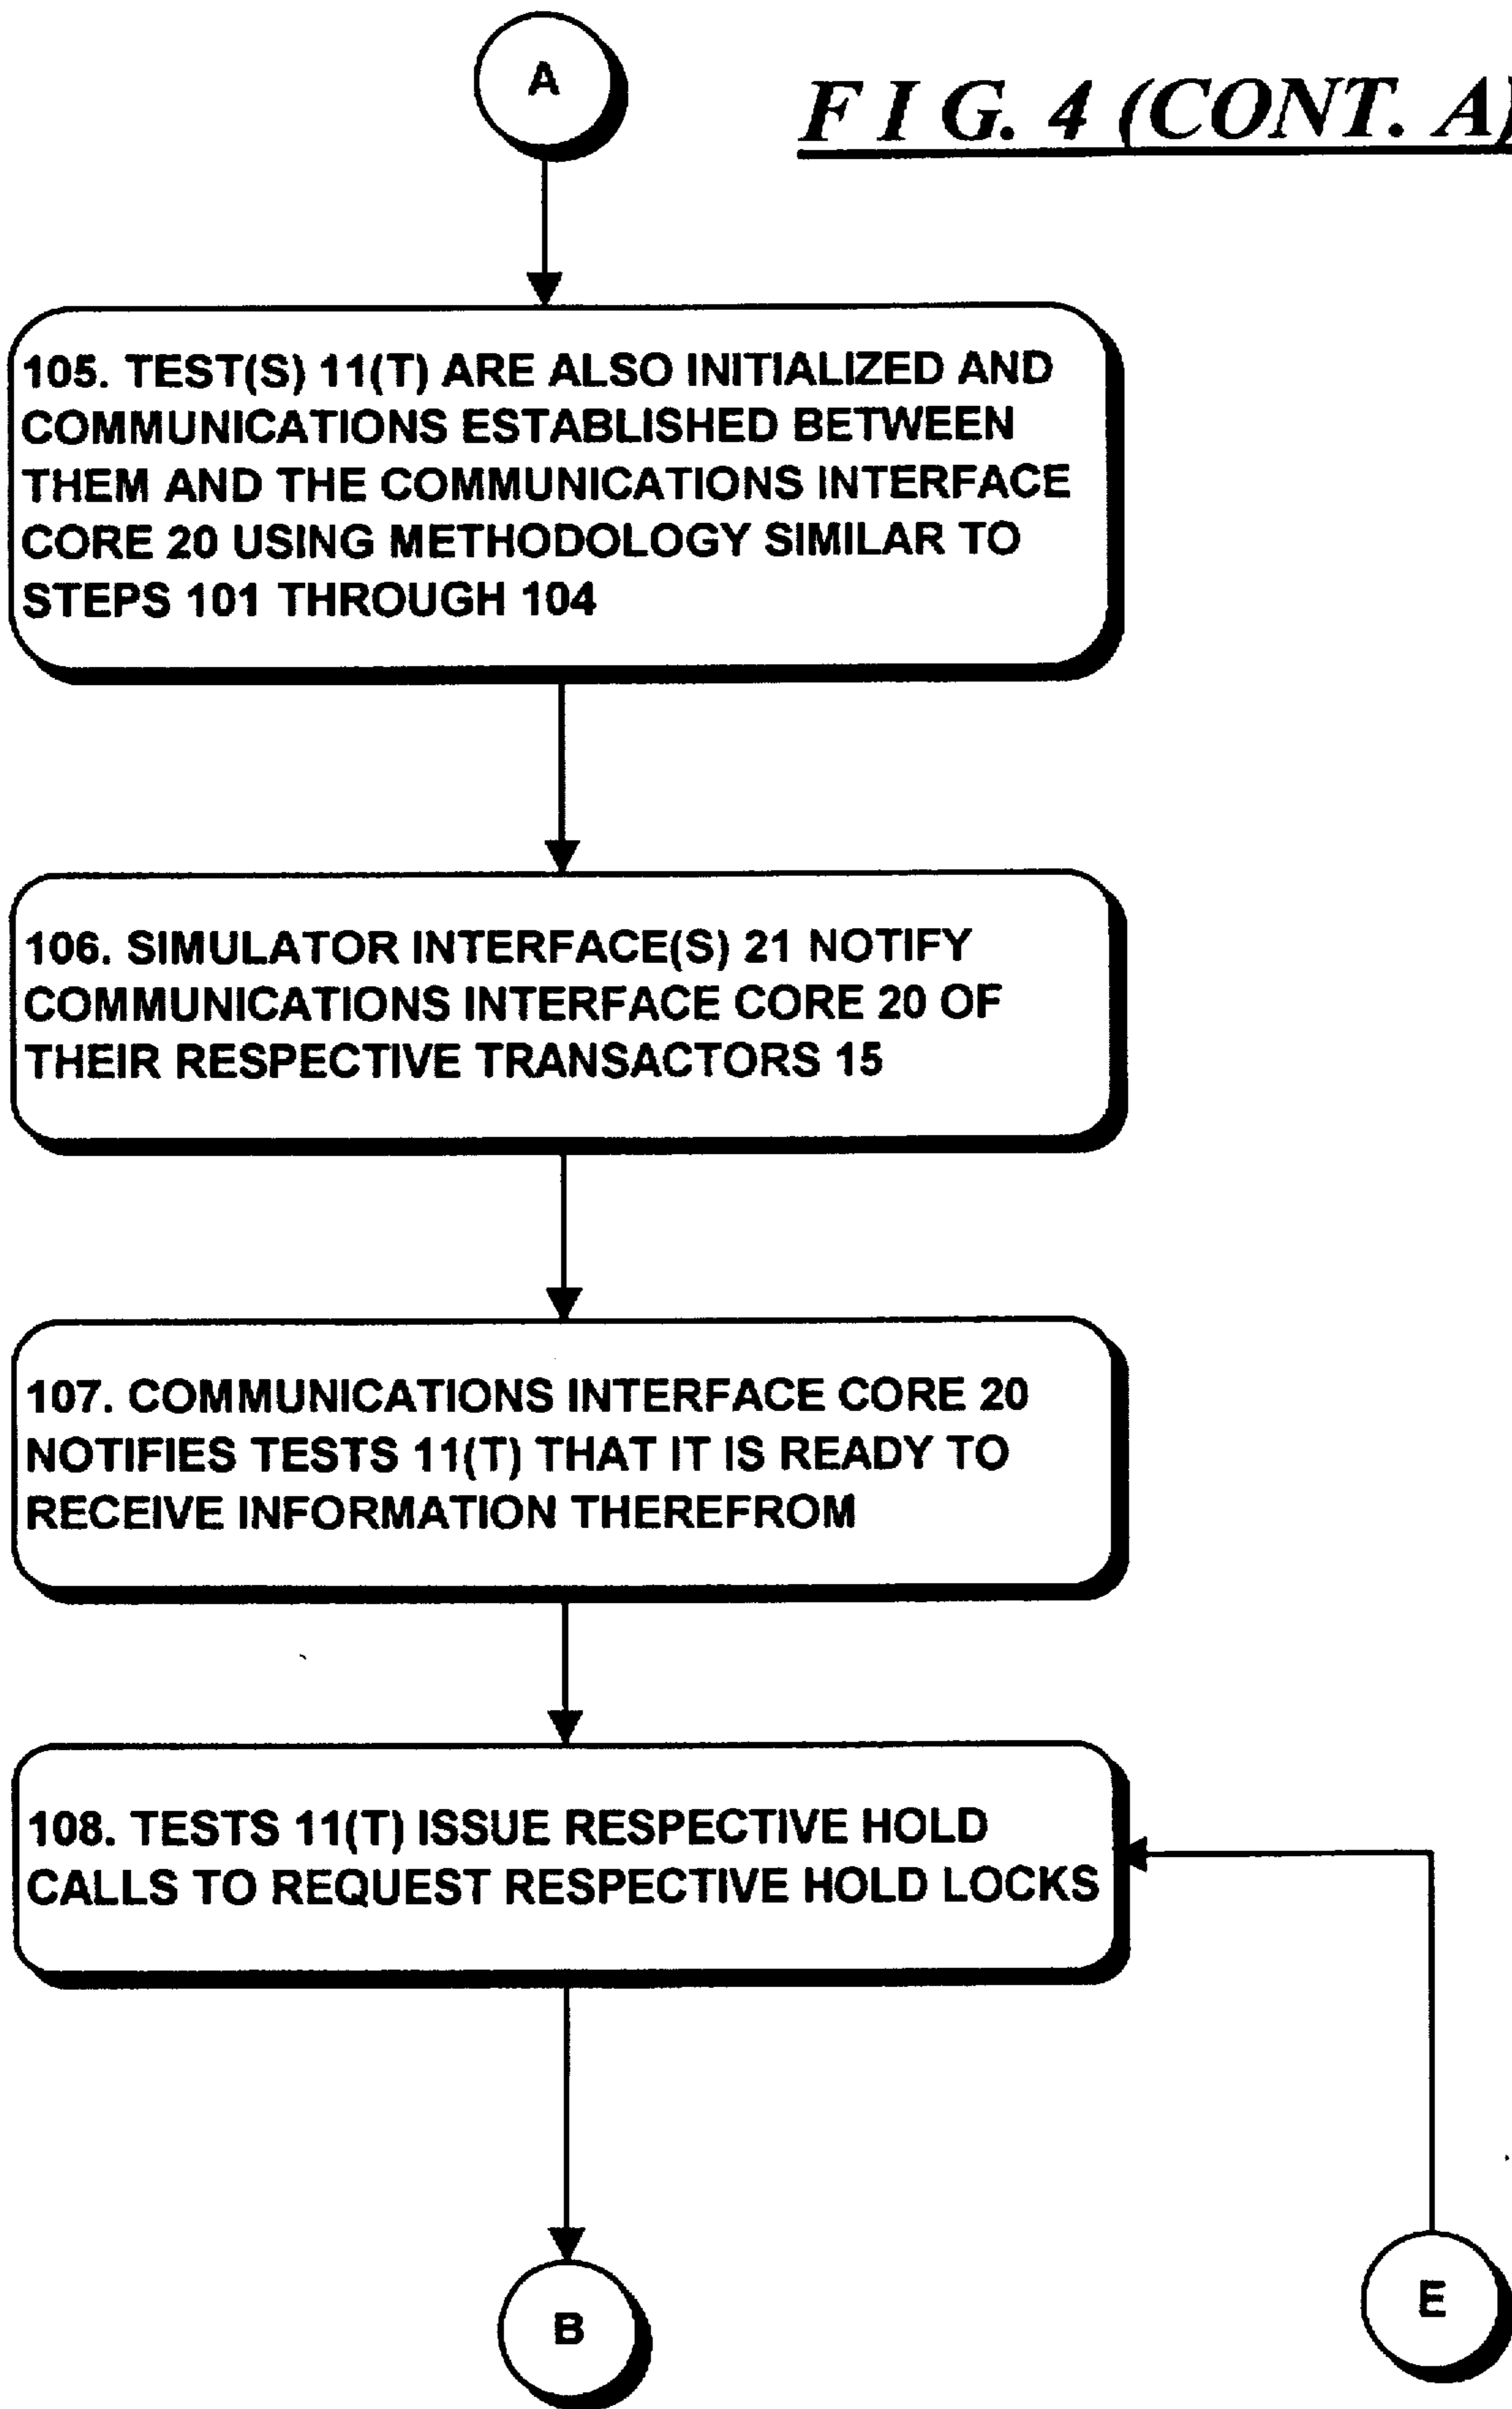 A
F I G. 4 (CONT. A)
105. TEST(S) 11(T) ARE ALSO INITIALIZED AND
COMMUNICATIONS ESTABLISHED BETWEEN
THEM AND THE COMMUNICATIONS INTERFACE
CORE 20 USING METHODOLOGY SIMILAR TO
STEPS 101 THROUGH 104
106. SIMULATOR INTERFACE(S) 21 NOTIFY
COMMUNICATIONS INTERFACE CORE 20 OF
THEIR RESPECTIVE TRANSACTORS 15
107. COMMUNICATIONS INTERFACE CORE 20
NOTIFIES TESTS 11(T) THAT IT IS READY TO
RECEIVE INFORMATION THEREFROM
108. TESTS 11(T) ISSUE RESPECTIVE HOLD
CALLS TO REQUEST RESPECTIVE HOLD LOCKS
B
E